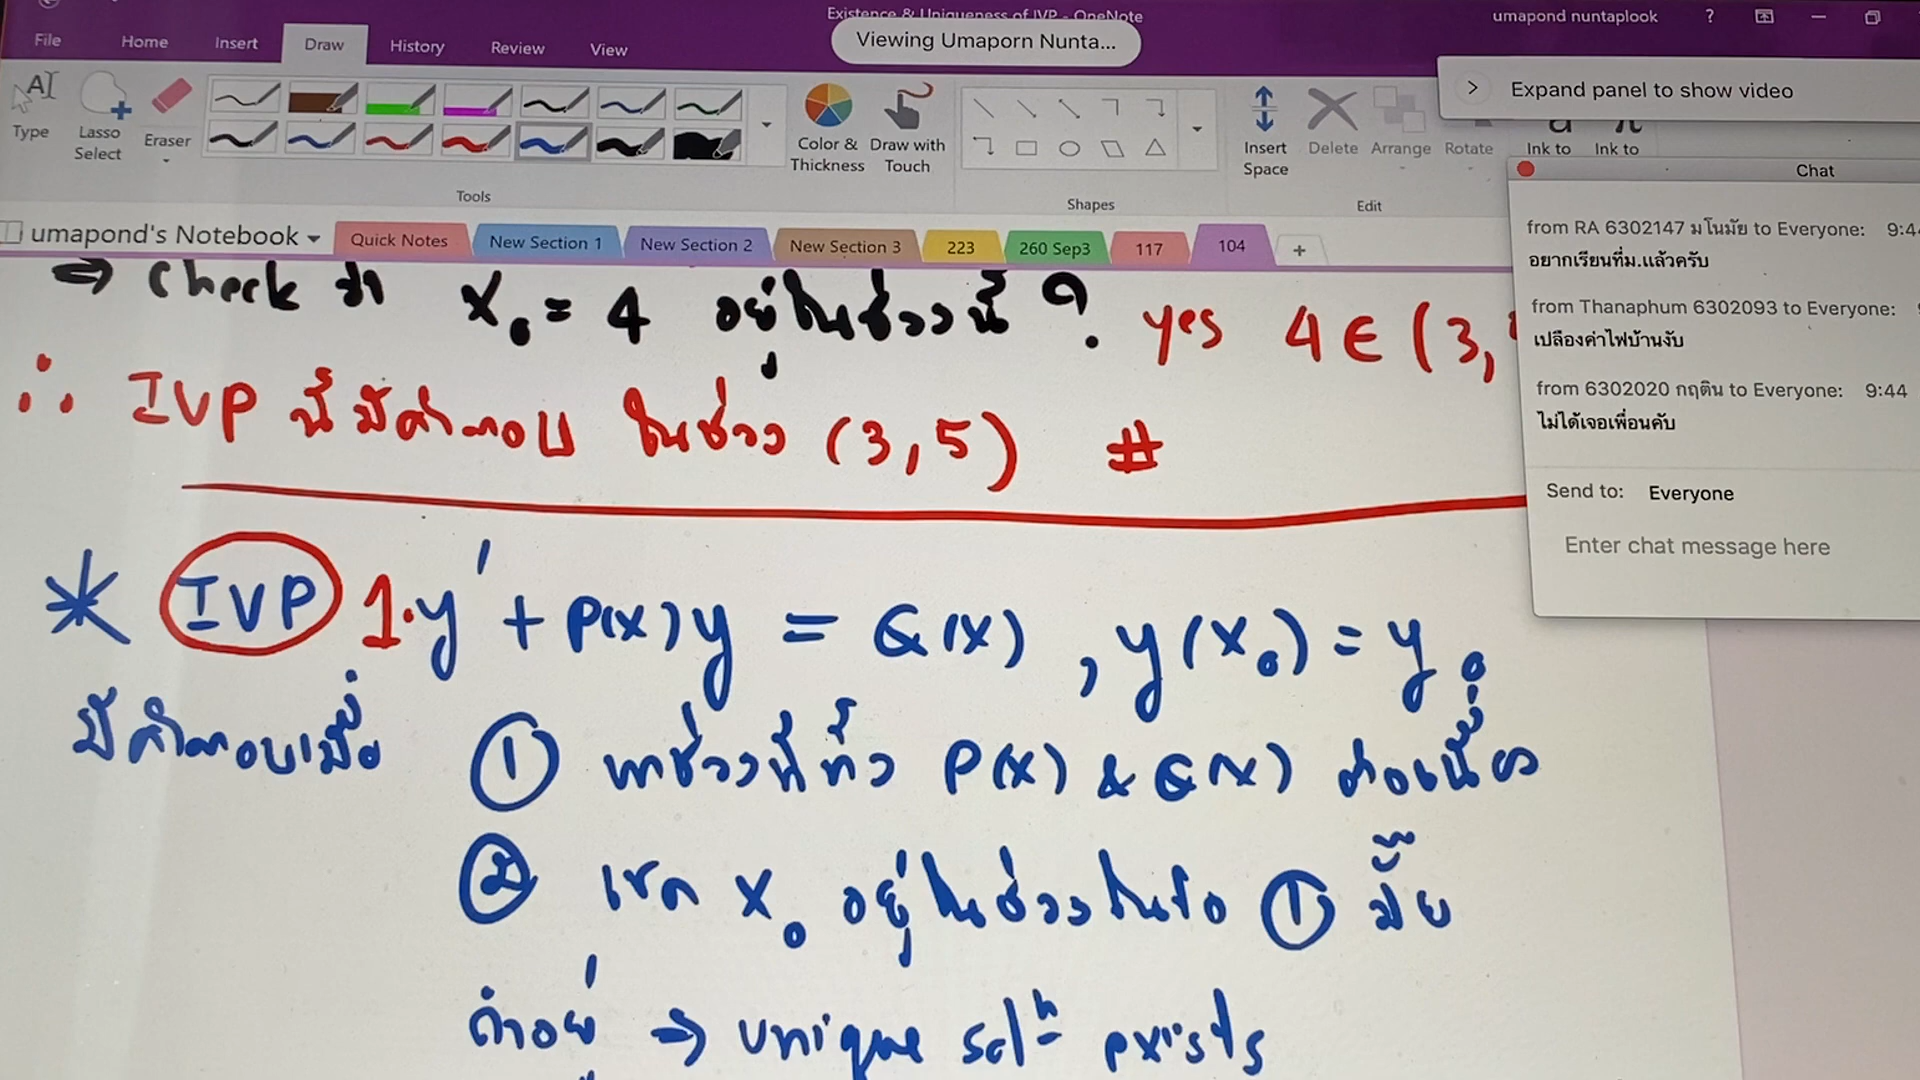 Existence & Uniqueness of IVP - OneNote
umapond nuntaplook
?
Viewing Umaporn Nunta...
File
Home
Insert
Draw
History
Review
View
Expand panel to show video
Type
Lasso Select
Eraser
Color & Thickness
Draw with Touch
Insert Space
Delete
Arrange
Rotate
Ink to
Ink to
Tools
Shapes
Edit
umapond's Notebook
Quick Notes
New Section 1
New Section 2
New Section 3
223
260 Sep3
117
104
+
Chat
from RA 6302147 มโนมัย to Everyone:
อยากเรียนที่ม.แล้วครับ
from Thanaphum 6302093 to Everyone:
เปลืองค่าไฟบ้านงับ
from 6302020 กฤติน to Everyone: 9:44
ไม่ได้เจอเพื่อนคับ
Send to: Everyone
Enter chat message here
⇒ check ว่า x₀ = 4 อยู่ในช่วงนี้ ? yes 4 ∈ (3,
∴ IVP นี้มีคำตอบ ในช่วง (3, 5) #
* IVP 1·y' + P(x)y = Q(x) , y(x₀) = y₀
มีคำตอบเมื่อ ① หาช่วงที่ทั้ง P(x) & Q(x) ต่อเนื่อง
② เชค x₀ อยู่ในช่วงในข้อ ① มั๊ย
ถ้าอยู่ ⇒ unique solⁿ exists